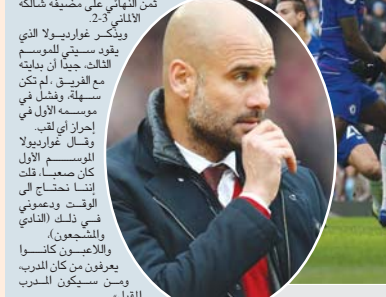 ثمن النهائي على مضيفه شالكه
الألماني 3-2.
ويذكر غوارديولا الذي
يقود سيتي للموسم
الثالث، جيدا أن بدايته
مع الفريق ، لم تكن
سهلة، وفشل في
موسمه الأول في
إحراز أي لقب.
وقال غوارديولا
الموسم الأول
كان صعبا، قلت
إننا نحتاج الى
الوقت ودعموني
في ذلك (النادي
والمشجعون)،
واللاعبون كانوا
يعرفون من كان المدرب،
ومن سيكون المدرب